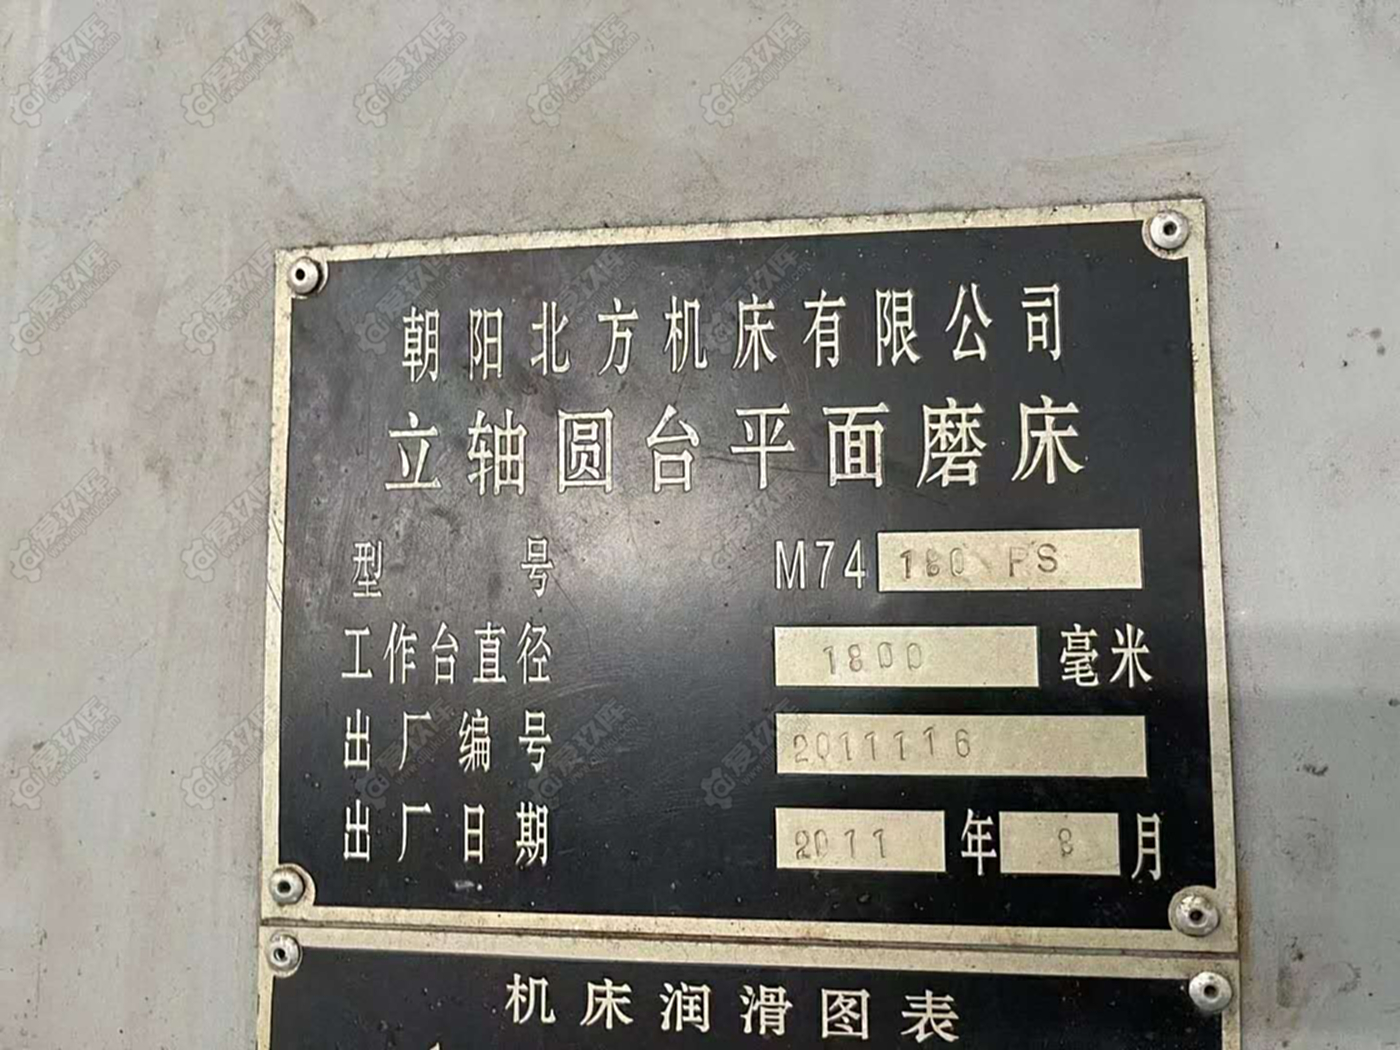 朝阳北方机床有限公司
立轴圆台平面磨床
型号 M74 180 PS
工作台直径 1800 毫米
出厂编号 2011116
出厂日期 2011 年 8 月
机床润滑图表